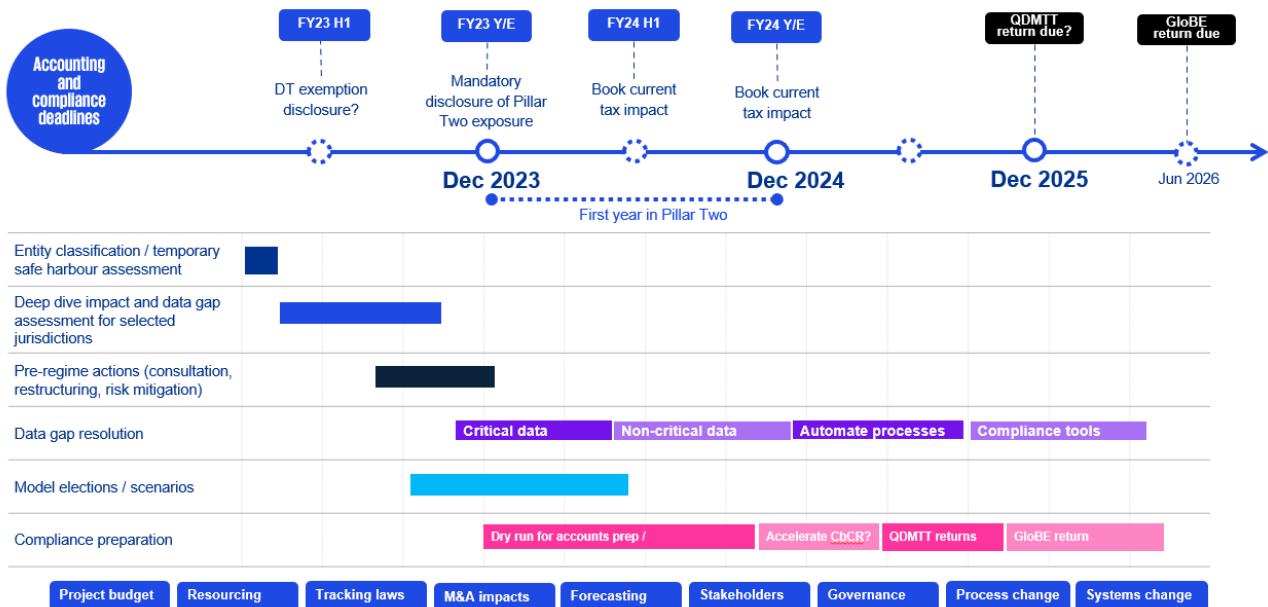 FY23 H1
FY23 Y/E
FY24 H1
FY24 Y/E
QDMTT
return due?
GloBE
return due
Accounting
and
compliance
deadlines
DT exemption
disclosure?
Mandatory
disclosure of Pillar
Two exposure
Book current
tax impact
Book current
tax impact
Dec 2023
Dec 2024
Dec 2025
Jun 2026
First year in Pillar Two
Entity classification / temporary
safe harbour assessment
Deep dive impact and data gap
assessment for selected
jurisdictions
Pre-regime actions (consultation,
restructuring, risk mitigation)
Data gap resolution
Critical data
Non-critical data
Automate processes
Compliance tools
Model elections / scenarios
Compliance preparation
Dry run for accounts prep /
Accelerate CbCR?
QDMTT returns
GloBE return
Project budget
Resourcing
Tracking laws
M&A impacts
Forecasting
Stakeholders
Governance
Process change
Systems change